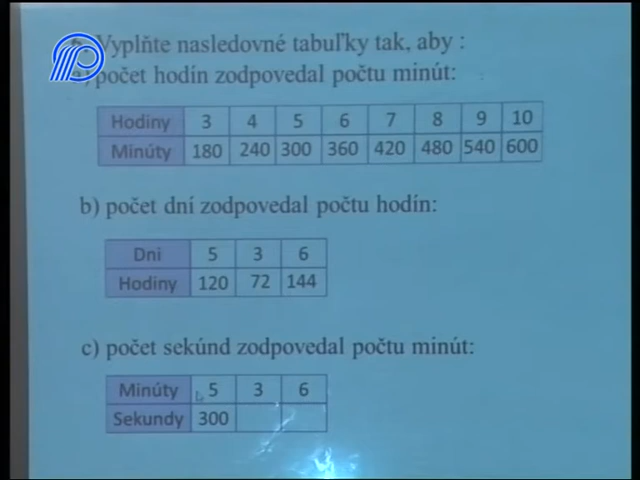 Vyplňte nasledovné tabuľky tak, aby :
počet hodín zodpovedal počtu minút:
Hodiny 3 4 5 6 7 8 9 10
Minúty 180 240 300 360 420 480 540 600
b) počet dní zodpovedal počtu hodín:
Dni 5 3 6
Hodiny 120 72 144
c) počet sekúnd zodpovedal počtu minút:
Minúty 5 3 6
Sekundy 300